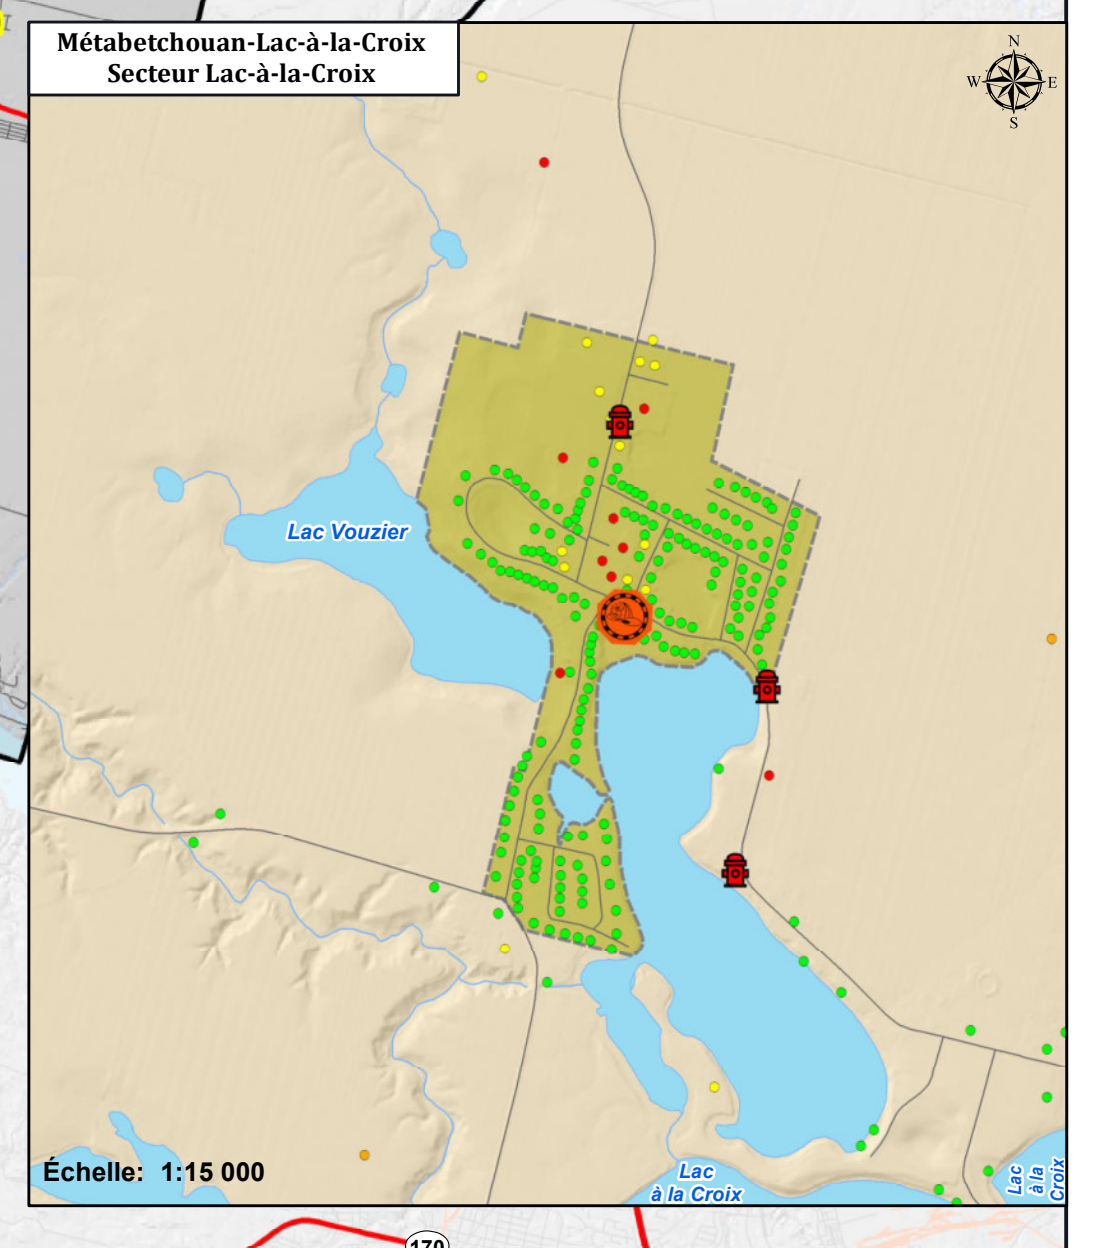 Métabetchouan-Lac-à-la-Croix
Secteur Lac-à-la-Croix
N
W
E
S
Lac Vouzier
Échelle: 1:15 000
Lac
à la Croix
Lac
à la
Croix
170